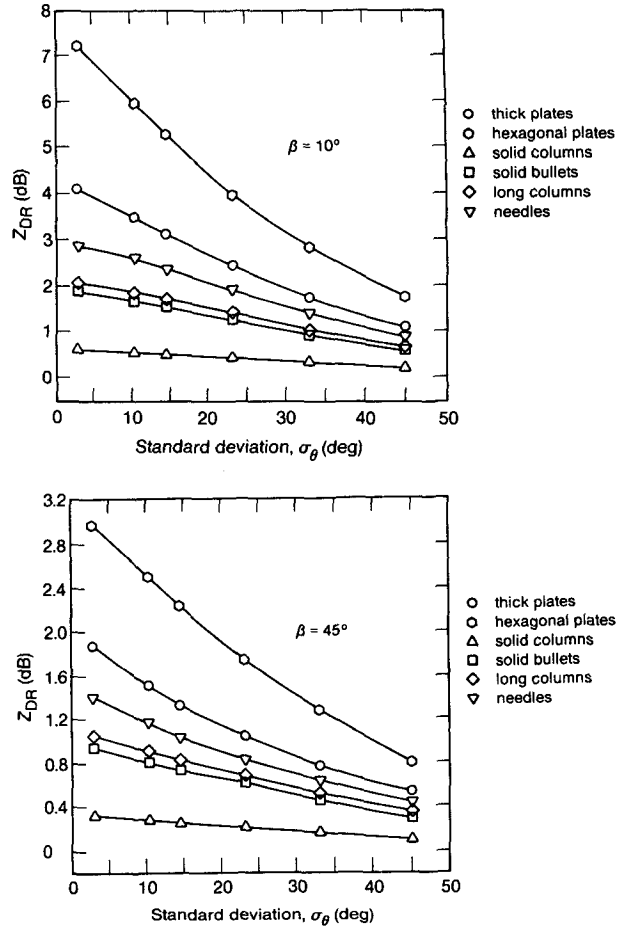 8
7
6
5
4
3
2
1
0
Z_DR (dB)
β = 10°
0 10 20 30 40 50
Standard deviation, σ_θ (deg)
thick plates
hexagonal plates
solid columns
solid bullets
long columns
needles
3.2
2.8
2.4
2.0
1.6
1.2
0.8
0.4
0
Z_DR (dB)
β = 45°
0 10 20 30 40 50
Standard deviation, σ_θ (deg)
thick plates
hexagonal plates
solid columns
solid bullets
long columns
needles